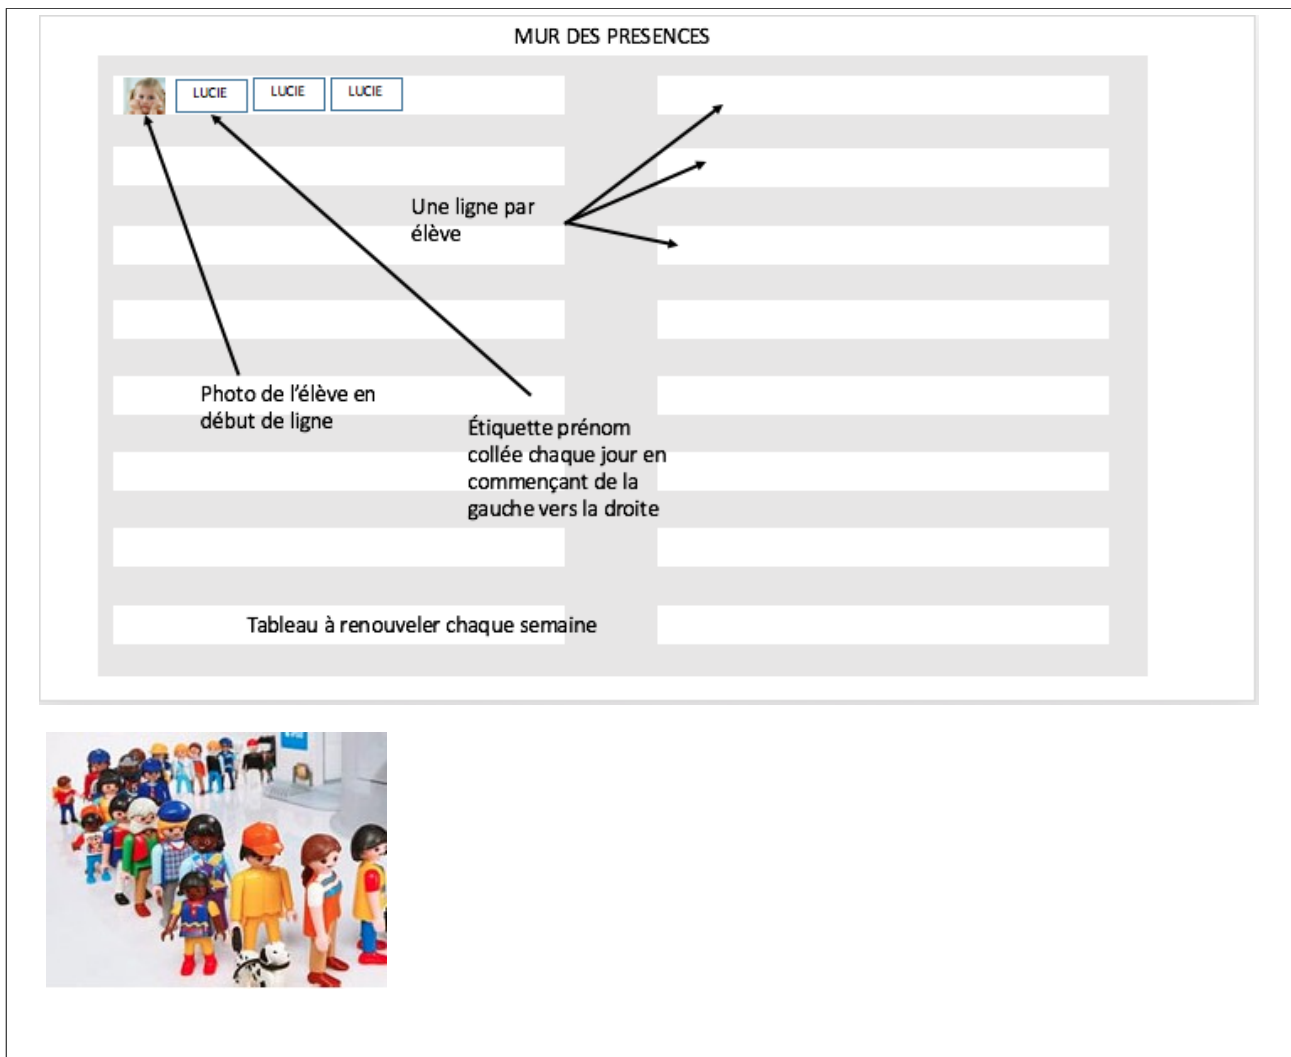 MUR DES PRESENCES
LUCIE
LUCIE
LUCIE
Une ligne par
élève
Photo de l'élève en
début de ligne
Étiquette prénom
collée chaque jour en
commençant de la
gauche vers la droite
Tableau à renouveler chaque semaine